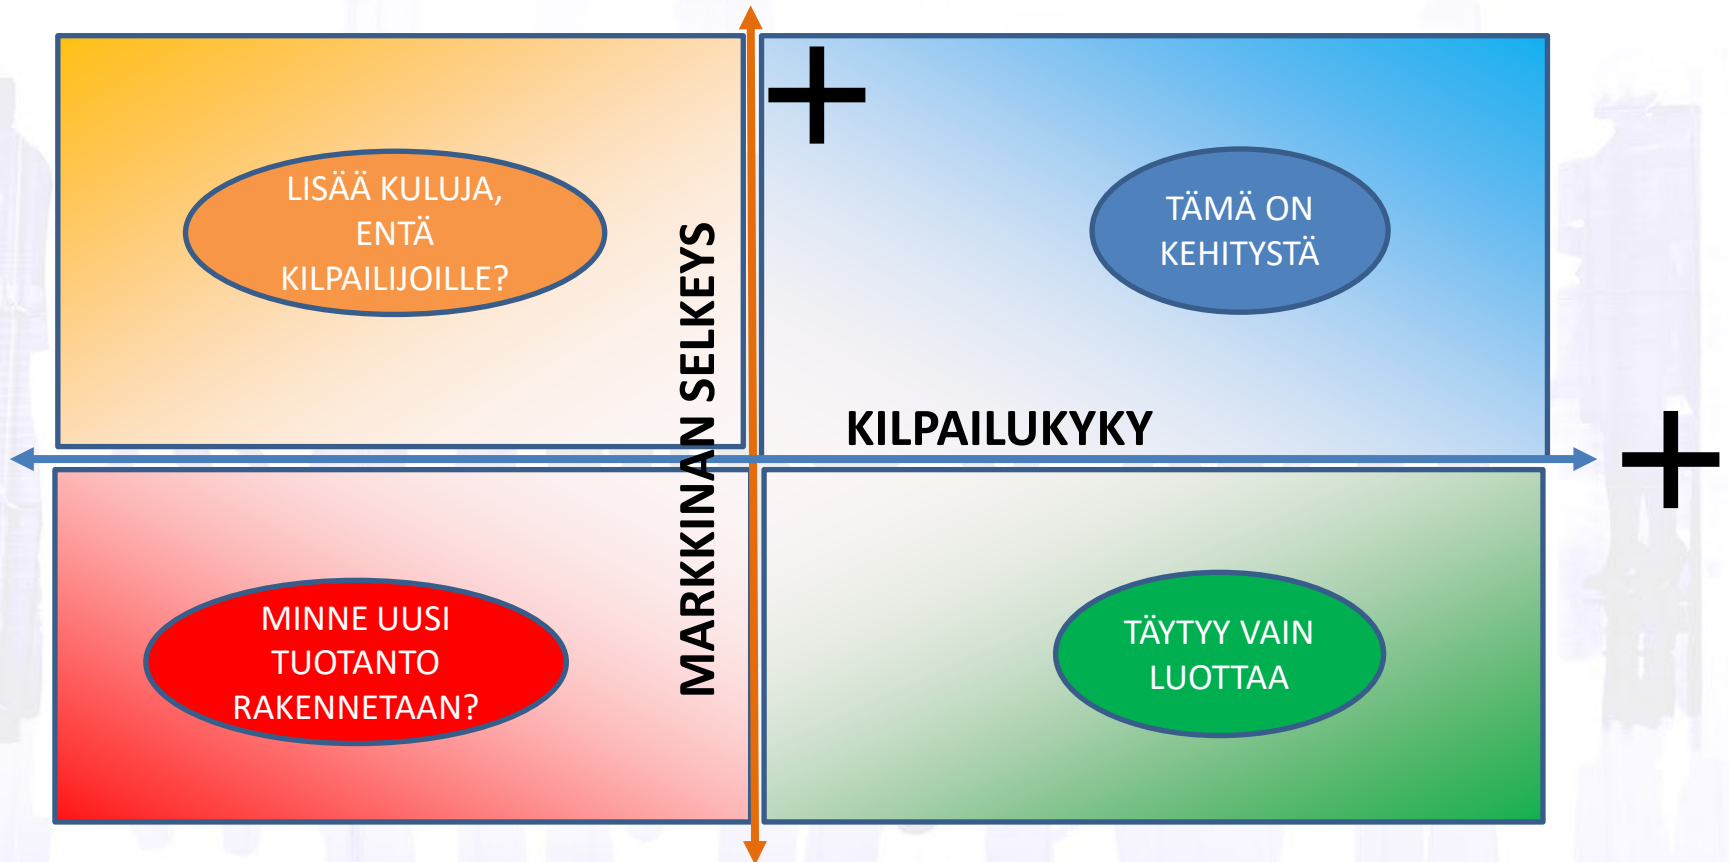 +
LISÄÄ KULUJA,
ENTÄ
KILPAILIJOILLE?
TÄMÄ ON
KEHITYSTÄ
MARKKINAN SELKEYS
KILPAILUKYKY
+
MINNE UUSI
TUOTANTO
RAKENNETAAN?
TÄYTYY VAIN
LUOTTAA